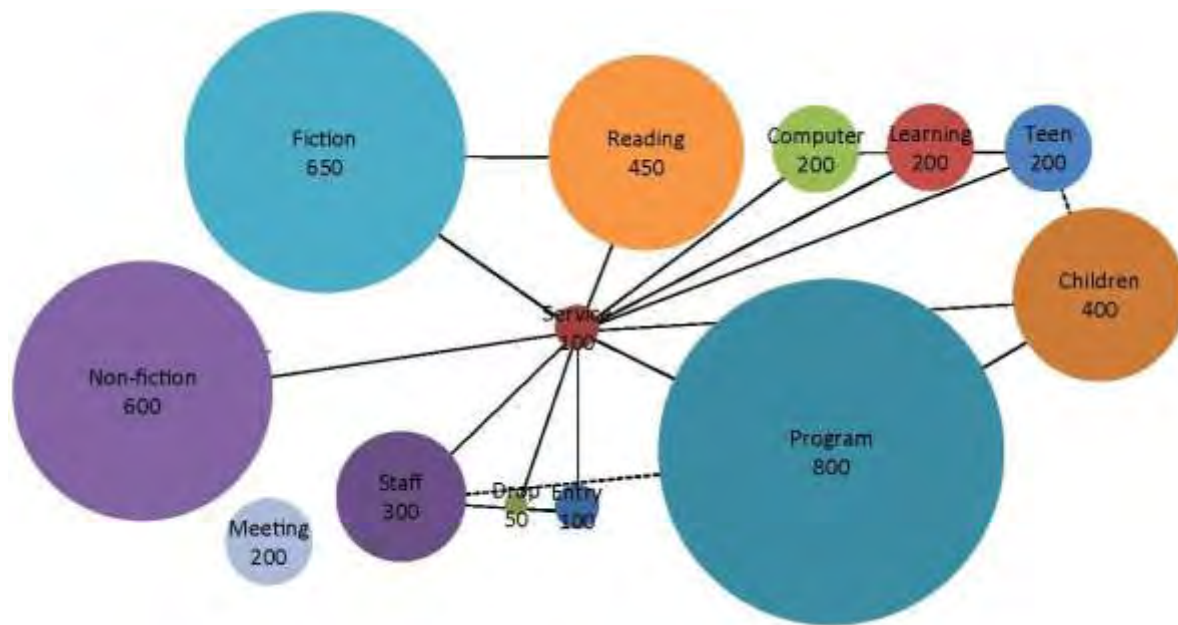 Fiction
650
Reading
450
Computer
200
Learning
200
Teen
200
Children
400
Service
100
Non-fiction
600
Program
800
Staff
300
Drop
50
Entry
100
Meeting
200